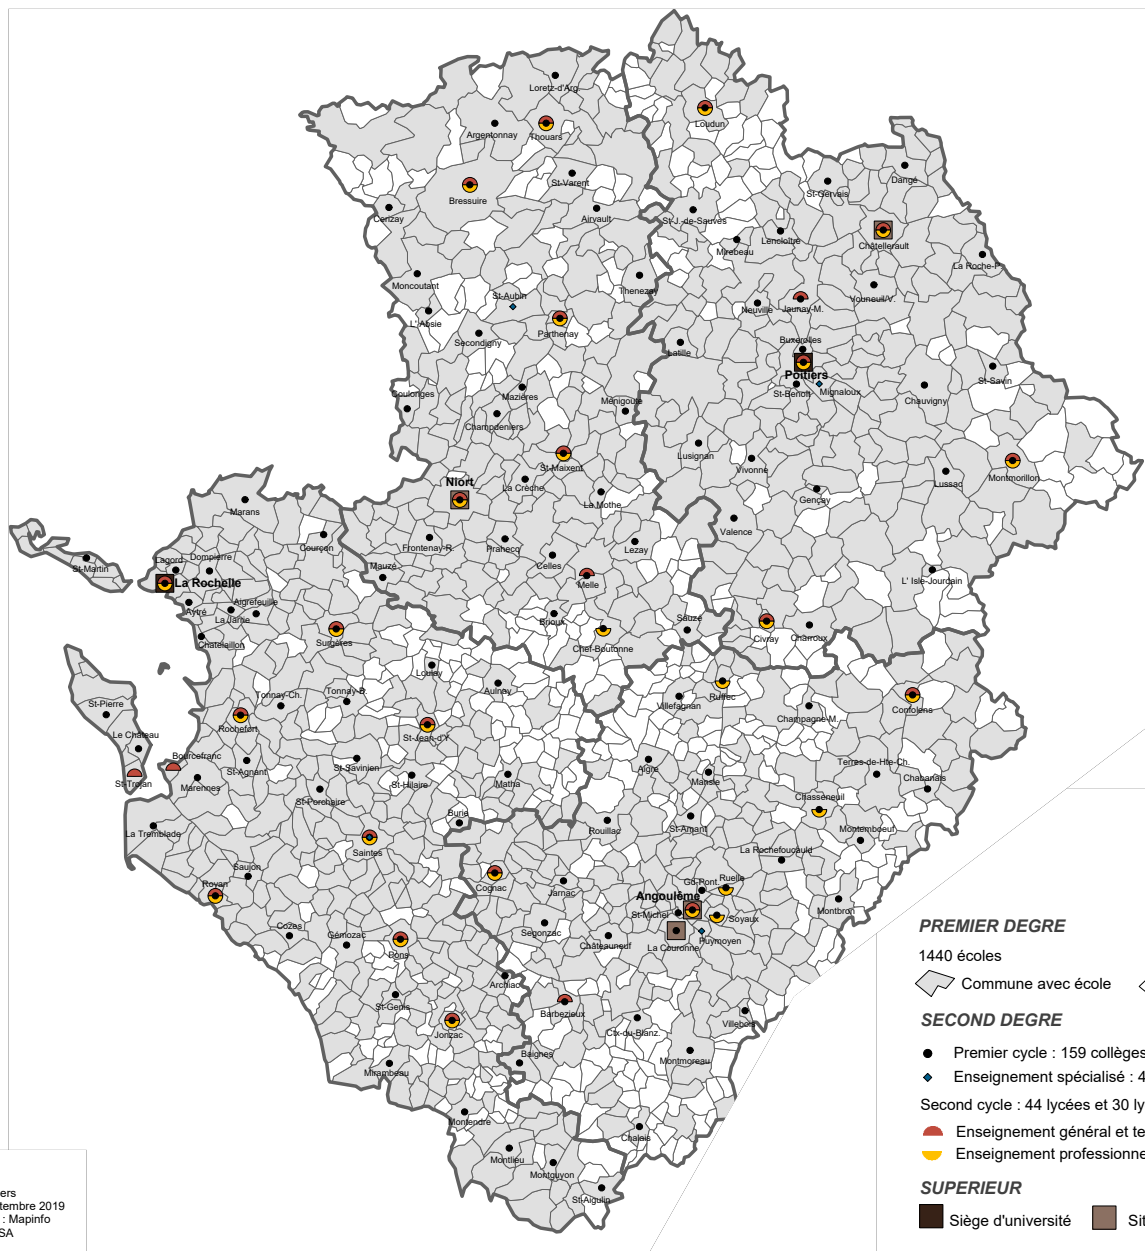 Loretz-d'Arg.
Argentonnay
Thouars
Loudun
St-Varent
St-Gervais
Dangé
Bressuire
Cerizay
Airvault
St-J.-de-Sauves
Mirebeau
Lencloître
Châtellerault
La Roche-P.
Moncoutant
St-Aubin
Thenezay
Neuville
Jaunay-M.
Vouneuil/V.
L' Absie
Secondigny
Parthenay
Latille
Buxerolles
Poitiers
St-Benoit
Mignaloux
Chauvigny
St-Savin
Coulonges
Mazières
Champdeniers
Ménigoute
Lusignan
Vivonne
St-Maixent
La Crèche
La Mothe
Niort
Gençay
Lussac
Montmorillon
Marans
Courçon
Frontenay-R.
Prahecq
Celles
Lezay
Valence
L' Isle-Jourdain
St-Martin
Lagord
Dompierre
La Rochelle
Mauzé
Melle
Aytré
Aigrefeuille
La Jarne
Chatelaillon
Surgères
Brioux
Chef-Boutonne
Sauzé
Civray
Charroux
Loulay
Aulnay
Villefagnan
Ruffec
Champagne-M.
Confolens
St-Pierre
Tonnay-Ch.
Tonnay-B.
Rochefort
St-Jean-d'Y
Le Château
Bourcefranc
St-Trojan
Marennes
St-Agnant
St-Savinien
St-Hilaire
Matha
Aigre
Mansle
Terres-de-Hte-Ch.
Chabanais
St-Porchaire
Burie
Rouillac
St-Amant
Chasseneuil
Montemboeuf
La Tremblade
Saintes
La Rochefoucauld
Saujon
Royan
Cognac
Jarnac
Gd-Pont.
Ruelle
Angoulême
St-Michel
Soyaux
Montbron
Cozes
Gémozac
Pons
Segonzac
Châteauneuf
La Couronne
Puymoyen
Archiac
St-Genis
Jonzac
Barbezieux
Ctx-du-Blanz.
Villebois
Mirambeau
Baignes
Montmoreau
Montendre
Chalais
Montlieu
Montguyon
St-Aigulin
PREMIER DEGRE
1440 écoles
Commune avec école
SECOND DEGRE
Premier cycle : 159 collèges
Enseignement spécialisé : 4
Second cycle : 44 lycées et 30 ly
Enseignement général et te
Enseignement professionne
SUPERIEUR
Siège d'université
Sit
ers
tembre 2019
: Mapinfo
SA